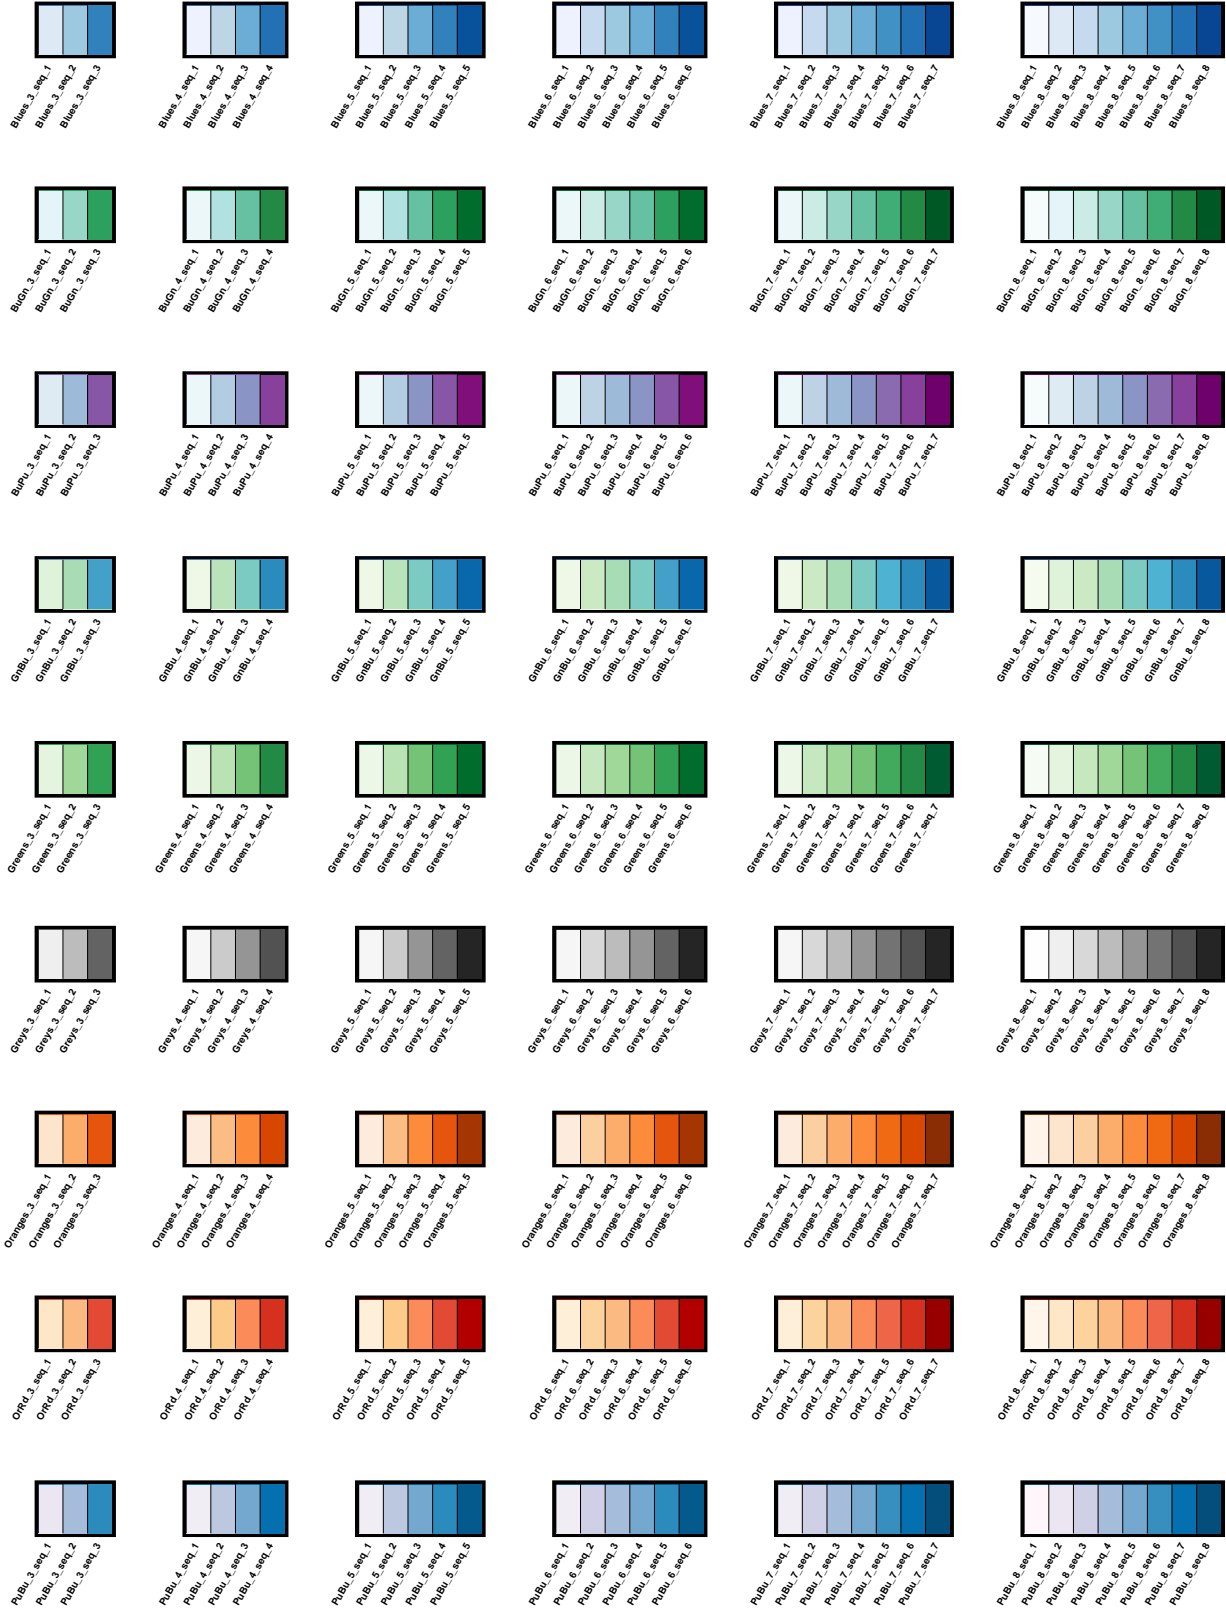 Blues_3_seq_1
Blues_3_seq_2
Blues_3_seq_3
Blues_4_seq_1
Blues_4_seq_2
Blues_4_seq_3
Blues_4_seq_4
Blues_5_seq_1
Blues_5_seq_2
Blues_5_seq_3
Blues_5_seq_4
Blues_5_seq_5
Blues_6_seq_1
Blues_6_seq_2
Blues_6_seq_3
Blues_6_seq_4
Blues_6_seq_5
Blues_6_seq_6
Blues_7_seq_1
Blues_7_seq_2
Blues_7_seq_3
Blues_7_seq_4
Blues_7_seq_5
Blues_7_seq_6
Blues_7_seq_7
Blues_8_seq_1
Blues_8_seq_2
Blues_8_seq_3
Blues_8_seq_4
Blues_8_seq_5
Blues_8_seq_6
Blues_8_seq_7
Blues_8_seq_8
BuGn_3_seq_1
BuGn_3_seq_2
BuGn_3_seq_3
BuGn_4_seq_1
BuGn_4_seq_2
BuGn_4_seq_3
BuGn_4_seq_4
BuGn_5_seq_1
BuGn_5_seq_2
BuGn_5_seq_3
BuGn_5_seq_4
BuGn_5_seq_5
BuGn_6_seq_1
BuGn_6_seq_2
BuGn_6_seq_3
BuGn_6_seq_4
BuGn_6_seq_5
BuGn_6_seq_6
BuGn_7_seq_1
BuGn_7_seq_2
BuGn_7_seq_3
BuGn_7_seq_4
BuGn_7_seq_5
BuGn_7_seq_6
BuGn_7_seq_7
BuGn_8_seq_1
BuGn_8_seq_2
BuGn_8_seq_3
BuGn_8_seq_4
BuGn_8_seq_5
BuGn_8_seq_6
BuGn_8_seq_7
BuGn_8_seq_8
BuPu_3_seq_1
BuPu_3_seq_2
BuPu_3_seq_3
BuPu_4_seq_1
BuPu_4_seq_2
BuPu_4_seq_3
BuPu_4_seq_4
BuPu_5_seq_1
BuPu_5_seq_2
BuPu_5_seq_3
BuPu_5_seq_4
BuPu_5_seq_5
BuPu_6_seq_1
BuPu_6_seq_2
BuPu_6_seq_3
BuPu_6_seq_4
BuPu_6_seq_5
BuPu_6_seq_6
BuPu_7_seq_1
BuPu_7_seq_2
BuPu_7_seq_3
BuPu_7_seq_4
BuPu_7_seq_5
BuPu_7_seq_6
BuPu_7_seq_7
BuPu_8_seq_1
BuPu_8_seq_2
BuPu_8_seq_3
BuPu_8_seq_4
BuPu_8_seq_5
BuPu_8_seq_6
BuPu_8_seq_7
BuPu_8_seq_8
GnBu_3_seq_1
GnBu_3_seq_2
GnBu_3_seq_3
GnBu_4_seq_1
GnBu_4_seq_2
GnBu_4_seq_3
GnBu_4_seq_4
GnBu_5_seq_1
GnBu_5_seq_2
GnBu_5_seq_3
GnBu_5_seq_4
GnBu_5_seq_5
GnBu_6_seq_1
GnBu_6_seq_2
GnBu_6_seq_3
GnBu_6_seq_4
GnBu_6_seq_5
GnBu_6_seq_6
GnBu_7_seq_1
GnBu_7_seq_2
GnBu_7_seq_3
GnBu_7_seq_4
GnBu_7_seq_5
GnBu_7_seq_6
GnBu_7_seq_7
GnBu_8_seq_1
GnBu_8_seq_2
GnBu_8_seq_3
GnBu_8_seq_4
GnBu_8_seq_5
GnBu_8_seq_6
GnBu_8_seq_7
GnBu_8_seq_8
Greens_3_seq_1
Greens_3_seq_2
Greens_3_seq_3
Greens_4_seq_1
Greens_4_seq_2
Greens_4_seq_3
Greens_4_seq_4
Greens_5_seq_1
Greens_5_seq_2
Greens_5_seq_3
Greens_5_seq_4
Greens_5_seq_5
Greens_6_seq_1
Greens_6_seq_2
Greens_6_seq_3
Greens_6_seq_4
Greens_6_seq_5
Greens_6_seq_6
Greens_7_seq_1
Greens_7_seq_2
Greens_7_seq_3
Greens_7_seq_4
Greens_7_seq_5
Greens_7_seq_6
Greens_7_seq_7
Greens_8_seq_1
Greens_8_seq_2
Greens_8_seq_3
Greens_8_seq_4
Greens_8_seq_5
Greens_8_seq_6
Greens_8_seq_7
Greens_8_seq_8
Greys_3_seq_1
Greys_3_seq_2
Greys_3_seq_3
Greys_4_seq_1
Greys_4_seq_2
Greys_4_seq_3
Greys_4_seq_4
Greys_5_seq_1
Greys_5_seq_2
Greys_5_seq_3
Greys_5_seq_4
Greys_5_seq_5
Greys_6_seq_1
Greys_6_seq_2
Greys_6_seq_3
Greys_6_seq_4
Greys_6_seq_5
Greys_6_seq_6
Greys_7_seq_1
Greys_7_seq_2
Greys_7_seq_3
Greys_7_seq_4
Greys_7_seq_5
Greys_7_seq_6
Greys_7_seq_7
Greys_8_seq_1
Greys_8_seq_2
Greys_8_seq_3
Greys_8_seq_4
Greys_8_seq_5
Greys_8_seq_6
Greys_8_seq_7
Greys_8_seq_8
Oranges_3_seq_1
Oranges_3_seq_2
Oranges_3_seq_3
Oranges_4_seq_1
Oranges_4_seq_2
Oranges_4_seq_3
Oranges_4_seq_4
Oranges_5_seq_1
Oranges_5_seq_2
Oranges_5_seq_3
Oranges_5_seq_4
Oranges_5_seq_5
Oranges_6_seq_1
Oranges_6_seq_2
Oranges_6_seq_3
Oranges_6_seq_4
Oranges_6_seq_5
Oranges_6_seq_6
Oranges_7_seq_1
Oranges_7_seq_2
Oranges_7_seq_3
Oranges_7_seq_4
Oranges_7_seq_5
Oranges_7_seq_6
Oranges_7_seq_7
Oranges_8_seq_1
Oranges_8_seq_2
Oranges_8_seq_3
Oranges_8_seq_4
Oranges_8_seq_5
Oranges_8_seq_6
Oranges_8_seq_7
Oranges_8_seq_8
OrRd_3_seq_1
OrRd_3_seq_2
OrRd_3_seq_3
OrRd_4_seq_1
OrRd_4_seq_2
OrRd_4_seq_3
OrRd_4_seq_4
OrRd_5_seq_1
OrRd_5_seq_2
OrRd_5_seq_3
OrRd_5_seq_4
OrRd_5_seq_5
OrRd_6_seq_1
OrRd_6_seq_2
OrRd_6_seq_3
OrRd_6_seq_4
OrRd_6_seq_5
OrRd_6_seq_6
OrRd_7_seq_1
OrRd_7_seq_2
OrRd_7_seq_3
OrRd_7_seq_4
OrRd_7_seq_5
OrRd_7_seq_6
OrRd_7_seq_7
OrRd_8_seq_1
OrRd_8_seq_2
OrRd_8_seq_3
OrRd_8_seq_4
OrRd_8_seq_5
OrRd_8_seq_6
OrRd_8_seq_7
OrRd_8_seq_8
PuBu_3_seq_1
PuBu_3_seq_2
PuBu_3_seq_3
PuBu_4_seq_1
PuBu_4_seq_2
PuBu_4_seq_3
PuBu_4_seq_4
PuBu_5_seq_1
PuBu_5_seq_2
PuBu_5_seq_3
PuBu_5_seq_4
PuBu_5_seq_5
PuBu_6_seq_1
PuBu_6_seq_2
PuBu_6_seq_3
PuBu_6_seq_4
PuBu_6_seq_5
PuBu_6_seq_6
PuBu_7_seq_1
PuBu_7_seq_2
PuBu_7_seq_3
PuBu_7_seq_4
PuBu_7_seq_5
PuBu_7_seq_6
PuBu_7_seq_7
PuBu_8_seq_1
PuBu_8_seq_2
PuBu_8_seq_3
PuBu_8_seq_4
PuBu_8_seq_5
PuBu_8_seq_6
PuBu_8_seq_7
PuBu_8_seq_8